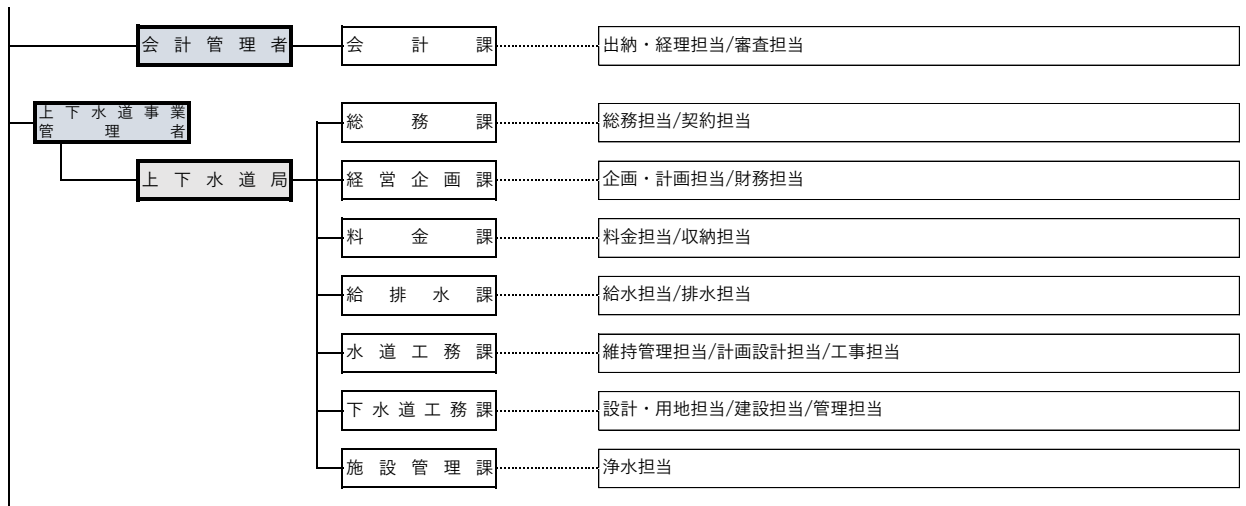 会計管理者 会計課 出納・経理担当/審査担当
上下水道事業
管理者
総務課 総務担当/契約担当
上下水道局 経営企画課 企画・計画担当/財務担当
料金課 料金担当/収納担当
給排水課 給水担当/排水担当
水道工務課 維持管理担当/計画設計担当/工事担当
下水道工務課 設計・用地担当/建設担当/管理担当
施設管理課 浄水担当